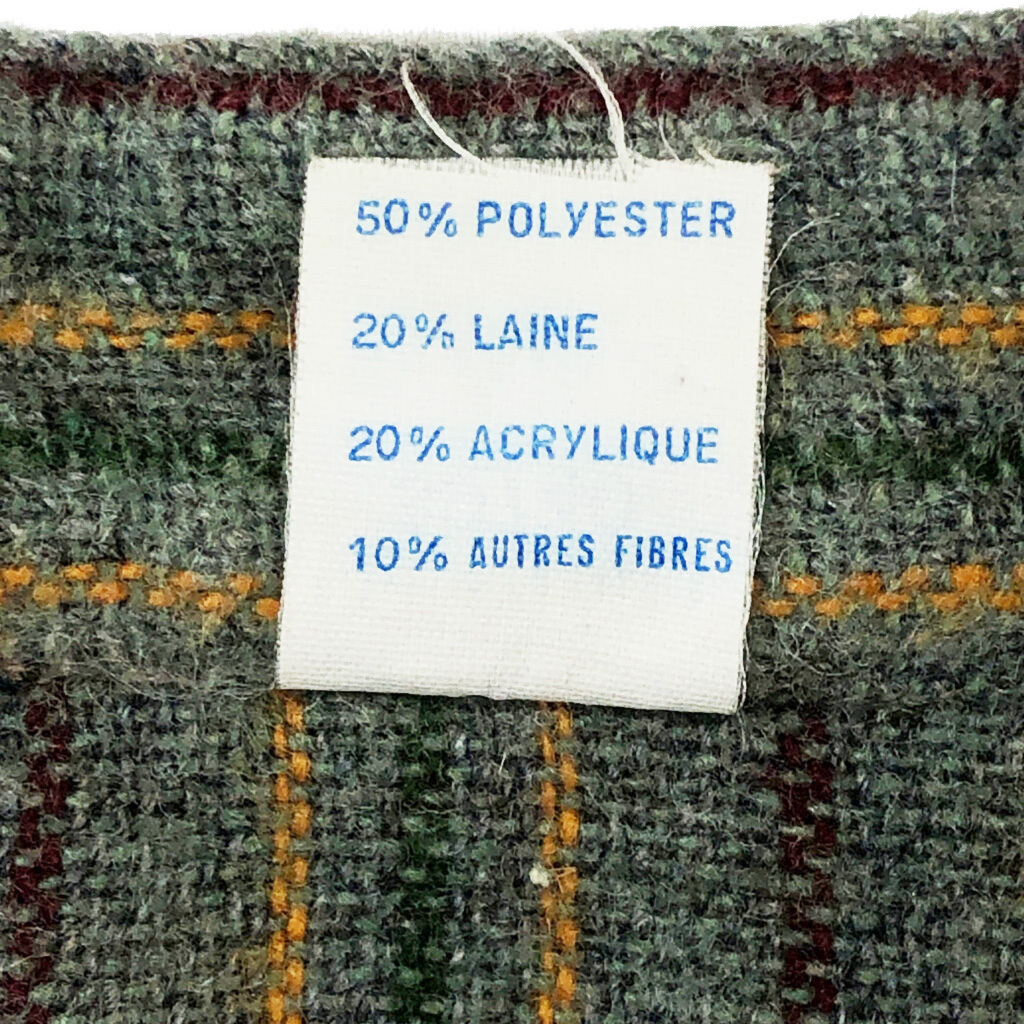 50% POLYESTER
20% LAINE
20% ACRYLIQUE
10% AUTRES FIBRES